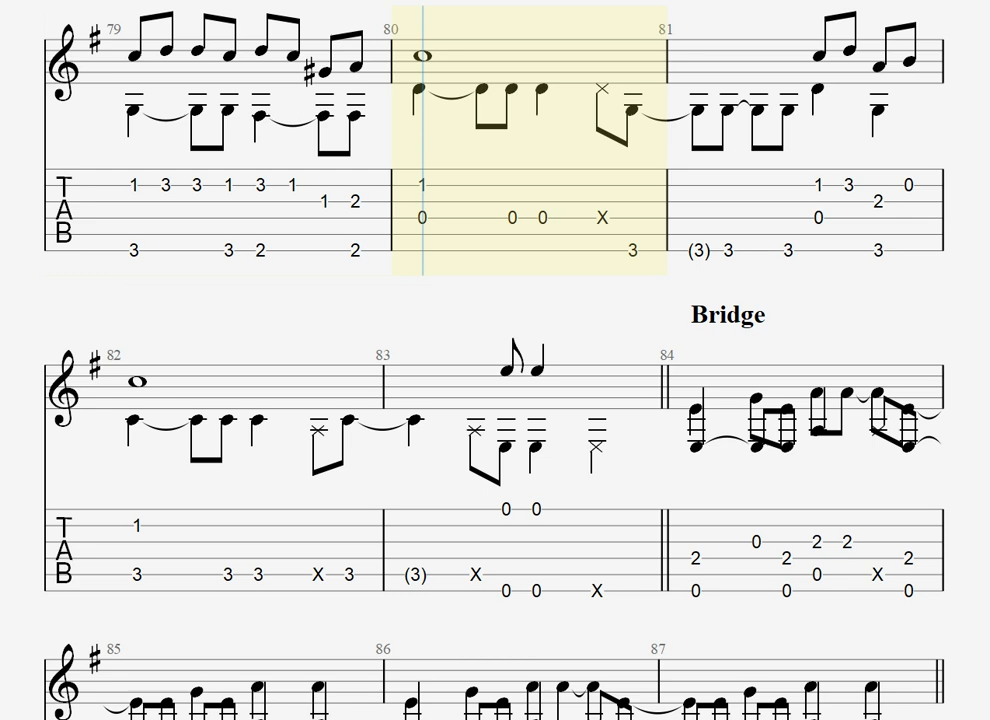 79 80 81
T 1 3 3 1 3 1 1 2 1 1 3 2 0
A 0 0 0 X 0
B 3 3 2 2 3 (3) 3 3 3
Bridge
82 83 84
T 1 0 0 0 2 2
A 2 2 2
B 3 3 3 X 3 (3) X 0 0 X 0 0 0 X 0
85 86 87